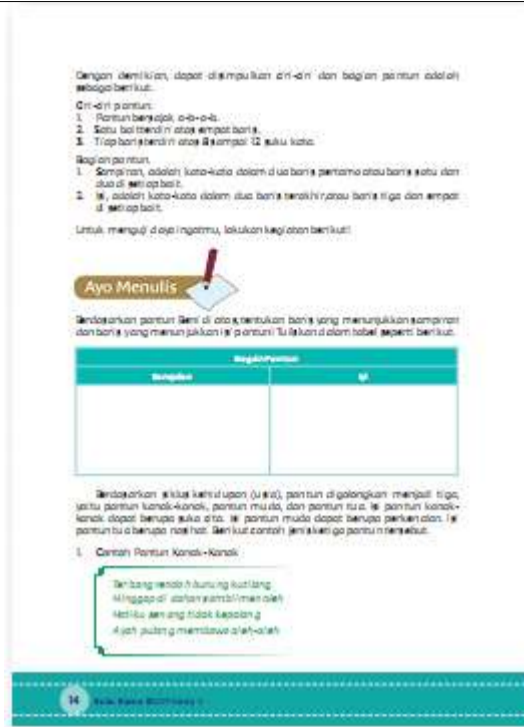 Dengan demikian, dapat disimpulkan ciri-ciri dan bagian pantun adalah
sebagai berikut.
Ciri-ciri pantun:
1. Pantun bersajak a-b-a-b.
2. Satu bait terdiri atas empat baris.
3. Tiap baris terdiri atas 8 sampai 12 suku kata.
Bagian pantun.
1. Sampiran, adalah kata-kata dalam dua baris pertama atau baris satu dan
dua di setiap bait.
2. Isi, adalah kata-kata dalam dua baris terakhir, atau baris tiga dan empat
di setiap bait.
Untuk menguji daya ingatmu, lakukan kegiatan berikut!
Ayo Menulis
Berdasarkan pantun Beni di atas, tentukan baris yang menunjukkan sampiran
dan baris yang menunjukkan isi pantun! Tuliskan dalam tabel seperti berikut.
Bagian Pantun
Sampiran
Isi
Berdasarkan siklus kehidupan (usia), pantun digolongkan menjadi tiga,
yaitu pantun kanak-kanak, pantun muda, dan pantun tua. Isi pantun kanak-
kanak dapat berupa suka cita. Isi pantun muda dapat berupa perkenalan. Isi
pantun tua berupa nasihat. Berikut contoh jenis ketiga pantun tersebut.
1. Contoh Pantun Kanak-Kanak
Terbang rendah burung kutilang
Hinggap di dahan sambil menoleh
Hatiku senang tidak kepalang
Ayah pulang membawa oleh-oleh
14 Buku Siswa SD/MI Kelas V